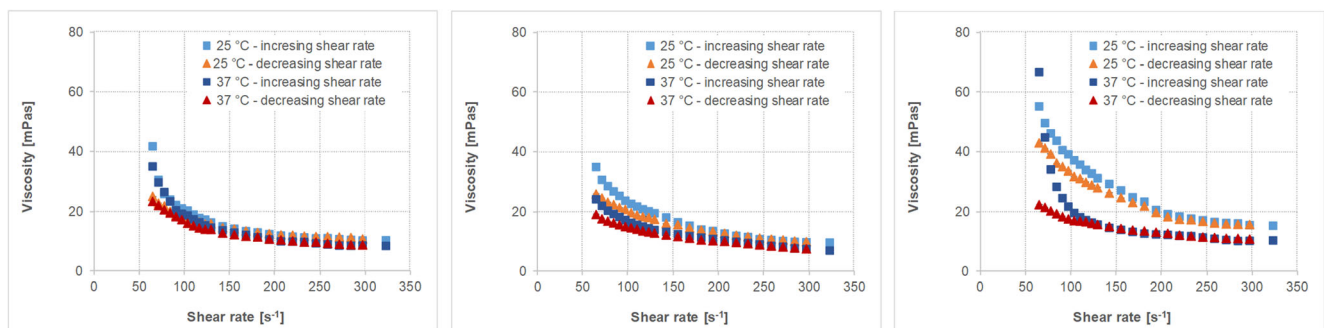 80
60
40
20
0
Viscosity [mPas]
25 °C - incresing shear rate
25 °C - decreasing shear rate
37 °C - increasing shear rate
37 °C - decreasing shear rate
0 50 100 150 200 250 300 350
Shear rate [s⁻¹]
80
60
40
20
0
Viscosity [mPas]
25 °C - increasing shear rate
25 °C - decreasing shear rate
37 °C - increasing shear rate
37 °C - decreasing shear rate
0 50 100 150 200 250 300 350
Shear rate [s⁻¹]
80
60
40
20
0
Viscosity [mPas]
25 °C - increasing shear rate
25 °C - decreasing shear rate
37 °C - increasing shear rate
37 °C - decreasing shear rate
0 50 100 150 200 250 300 350
Shear rate [s⁻¹]